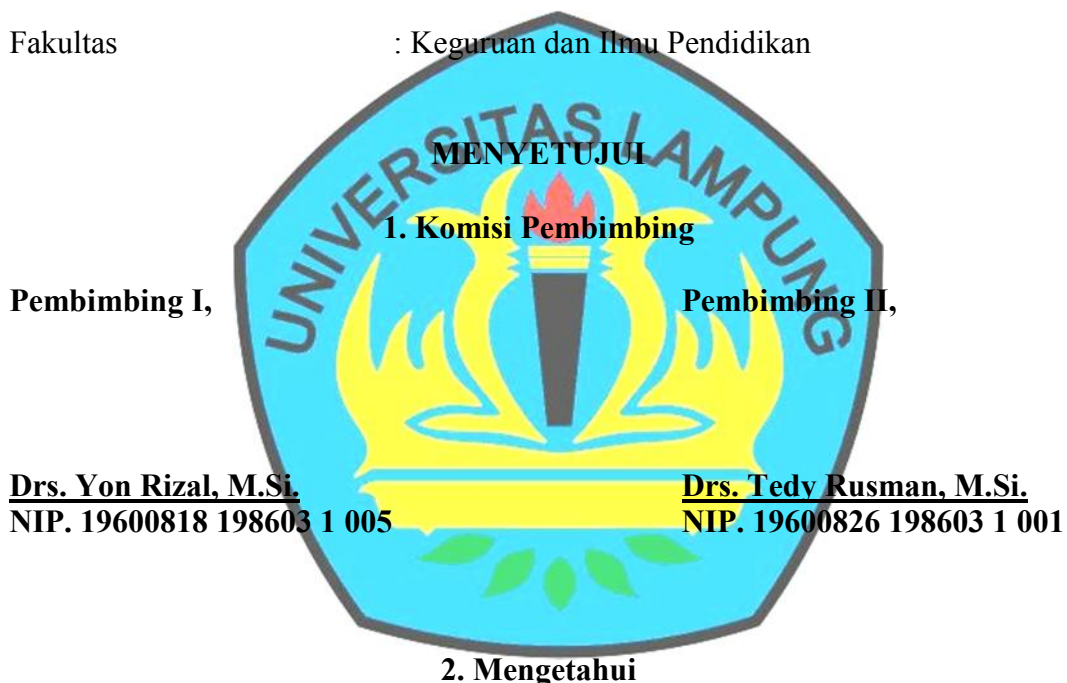 Fakultas : Keguruan dan Ilmu Pendidikan
UNIVERSITAS LAMPUNG
MENYETUJUI
1. Komisi Pembimbing
Pembimbing I, Pembimbing II,
Drs. Yon Rizal, M.Si. Drs. Tedy Rusman, M.Si.
NIP. 19600818 198603 1 005 NIP. 19600826 198603 1 001
2. Mengetahui